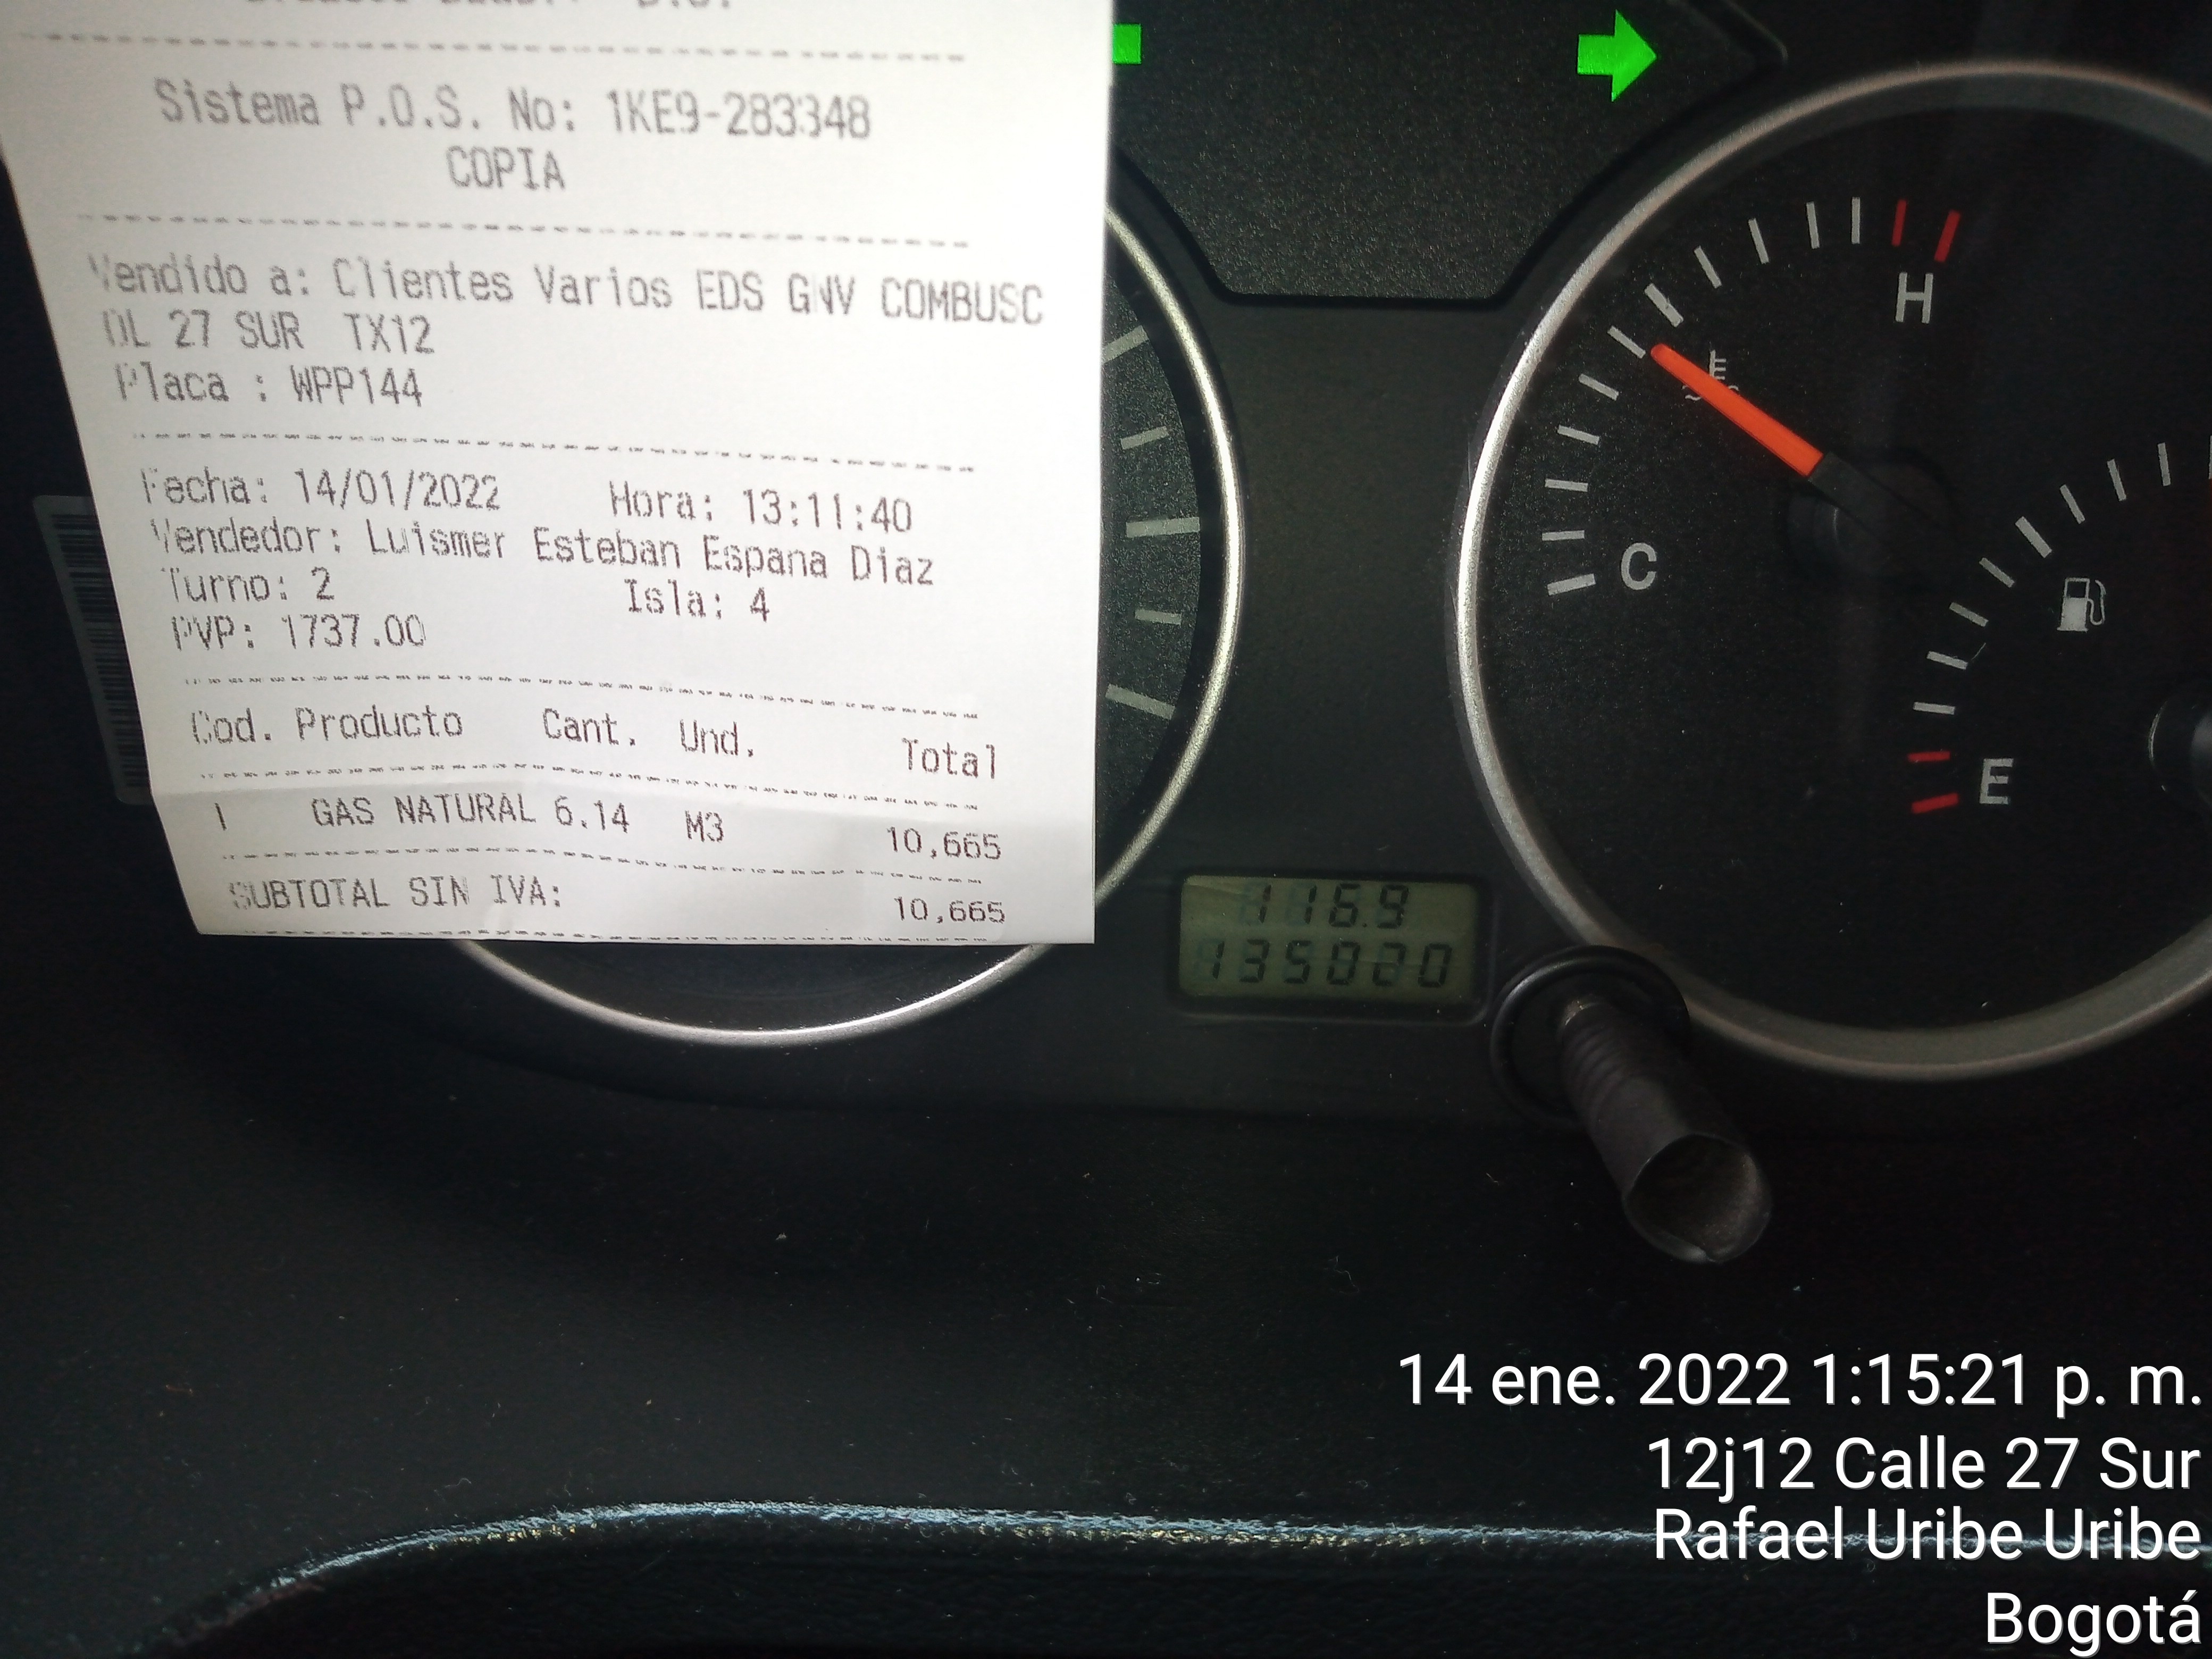 Sistema P.O.S. No: 1KE9-283348
COPIA
Vendido a: Clientes Varios EDS GNV COMBUSC
OL 27 SUR TX12
Placa : WPP144
Fecha: 14/01/2022 Hora: 13:11:40
Vendedor: Luismer Esteban Espana Diaz
Turno: 2 Isla: 4
PVP: 1737.00
Cod. Producto Cant. Und. Total
1 GAS NATURAL 6.14 M3 10,665
SUBTOTAL SIN IVA: 10,665
H
C
E
116.9
14 ene. 2022 1:15:21 p. m.
12j12 Calle 27 Sur
Rafael Uribe Uribe
Bogotá